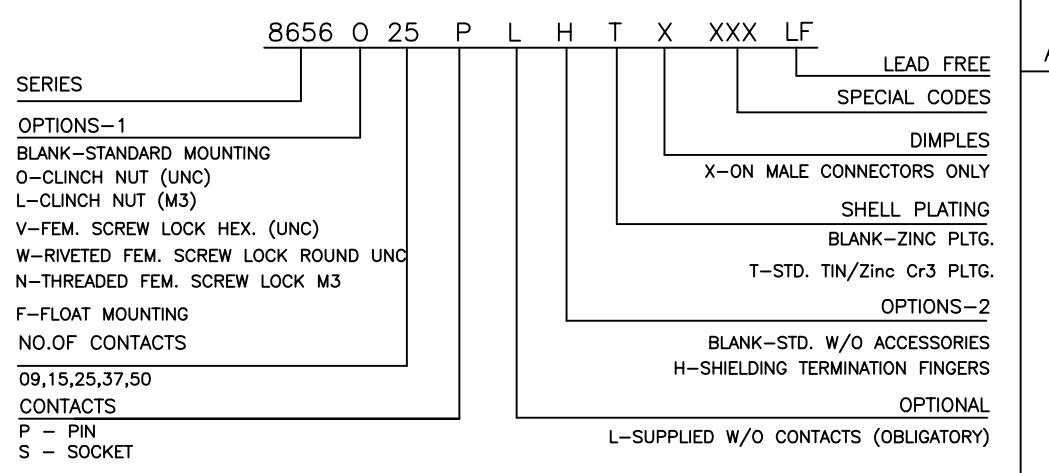 8656 O 25 P L H T X XXX LF
SERIES
OPTIONS-1
BLANK-STANDARD MOUNTING
O-CLINCH NUT (UNC)
L-CLINCH NUT (M3)
V-FEM. SCREW LOCK HEX. (UNC)
W-RIVETED FEM. SCREW LOCK ROUND UNC
N-THREADED FEM. SCREW LOCK M3
F-FLOAT MOUNTING
NO.OF CONTACTS
09,15,25,37,50
CONTACTS
P - PIN
S - SOCKET
LEAD FREE
SPECIAL CODES
DIMPLES
X-ON MALE CONNECTORS ONLY
SHELL PLATING
BLANK-ZINC PLTG.
T-STD. TIN/Zinc Cr3 PLTG.
OPTIONS-2
BLANK-STD. W/O ACCESSORIES
H-SHIELDING TERMINATION FINGERS
OPTIONAL
L-SUPPLIED W/O CONTACTS (OBLIGATORY)